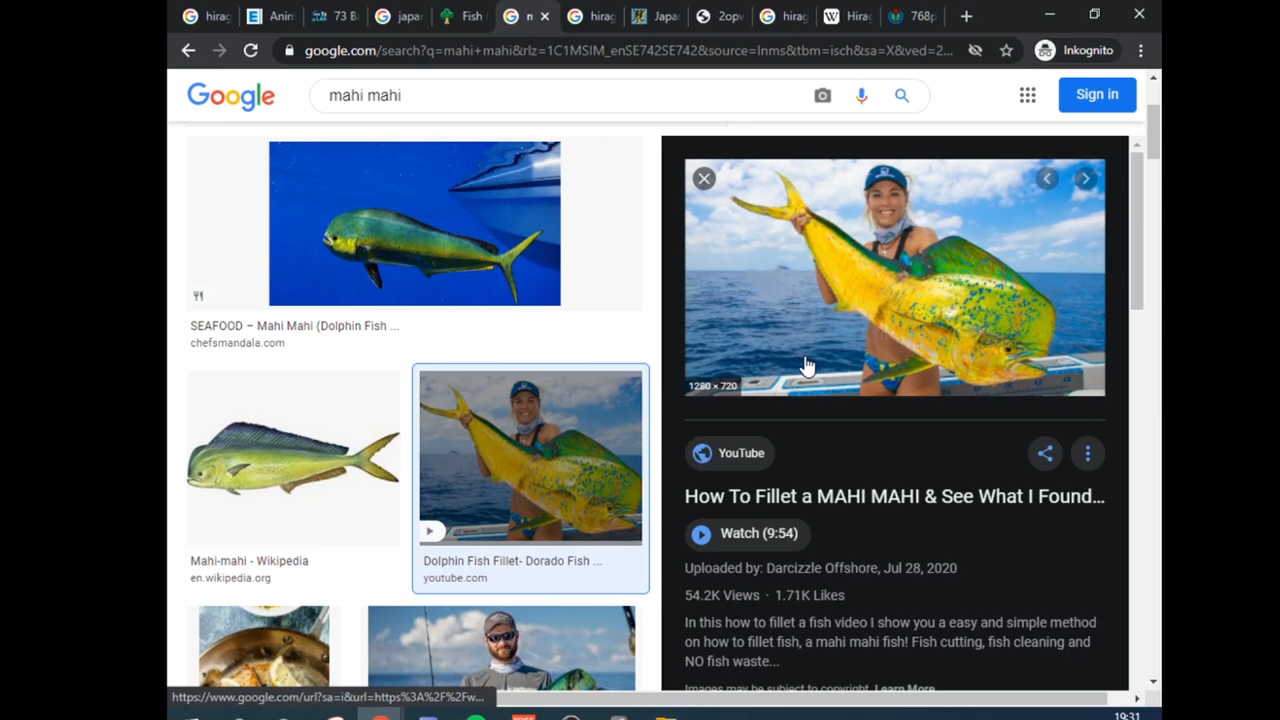 hirag
Anim
73 B
japa
Fish
n
hirag
Japa
2opw
hirag
Hirag
768p
google.com/search?q=mahi+mahi&rlz=1C1MSIM_enSE742SE742&source=lnms&tbm=isch&sa=X&ved=2...
Inkognito
Google
mahi mahi
Sign in
SEAFOOD – Mahi Mahi (Dolphin Fish ...
chefsmandala.com
Mahi-mahi - Wikipedia
en.wikipedia.org
Dolphin Fish Fillet- Dorado Fish ...
youtube.com
1280 × 720
YouTube
How To Fillet a MAHI MAHI & See What I Found...
Watch (9:54)
Uploaded by: Darcizzle Offshore, Jul 28, 2020
54.2K Views · 1.71K Likes
In this how to fillet a fish video I show you a easy and simple method
on how to fillet fish, a mahi mahi fish! Fish cutting, fish cleaning and
NO fish waste...
Images may be subject to copyright. Learn More
https://www.google.com/url?sa=i&url=https%3A%2F%2Fw...
19:31